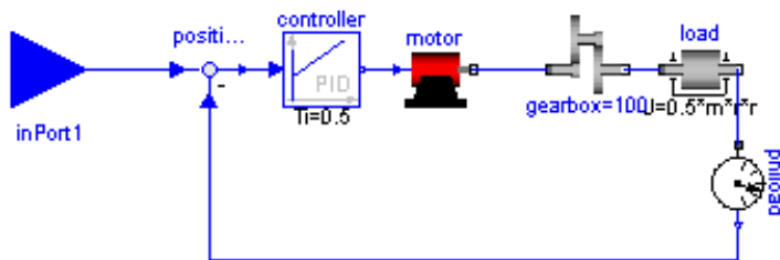 controller
positi...
motor
load
PID
inPort1
Ti=0.5
gearbox=100
J=0.5*m*r*r
phiload